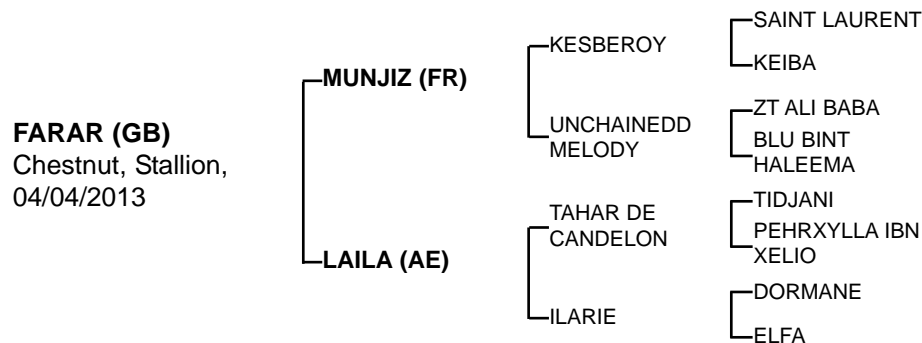 FARAR (GB)
Chestnut, Stallion,
04/04/2013
MUNJIZ (FR)
LAILA (AE)
KESBEROY
UNCHAINEDD
MELODY
TAHAR DE
CANDELON
ILARIE
SAINT LAURENT
KEIBA
ZT ALI BABA
BLU BINT
HALEEMA
TIDJANI
PEHRXYLLA IBN
XELIO
DORMANE
ELFA